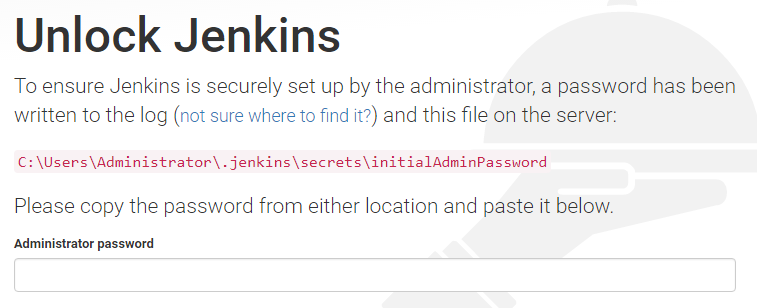 Unlock Jenkins
To ensure Jenkins is securely set up by the administrator, a password has been
written to the log (not sure where to find it?) and this file on the server:
C:\Users\Administrator\.jenkins\secrets\initialAdminPassword
Please copy the password from either location and paste it below.
Administrator password